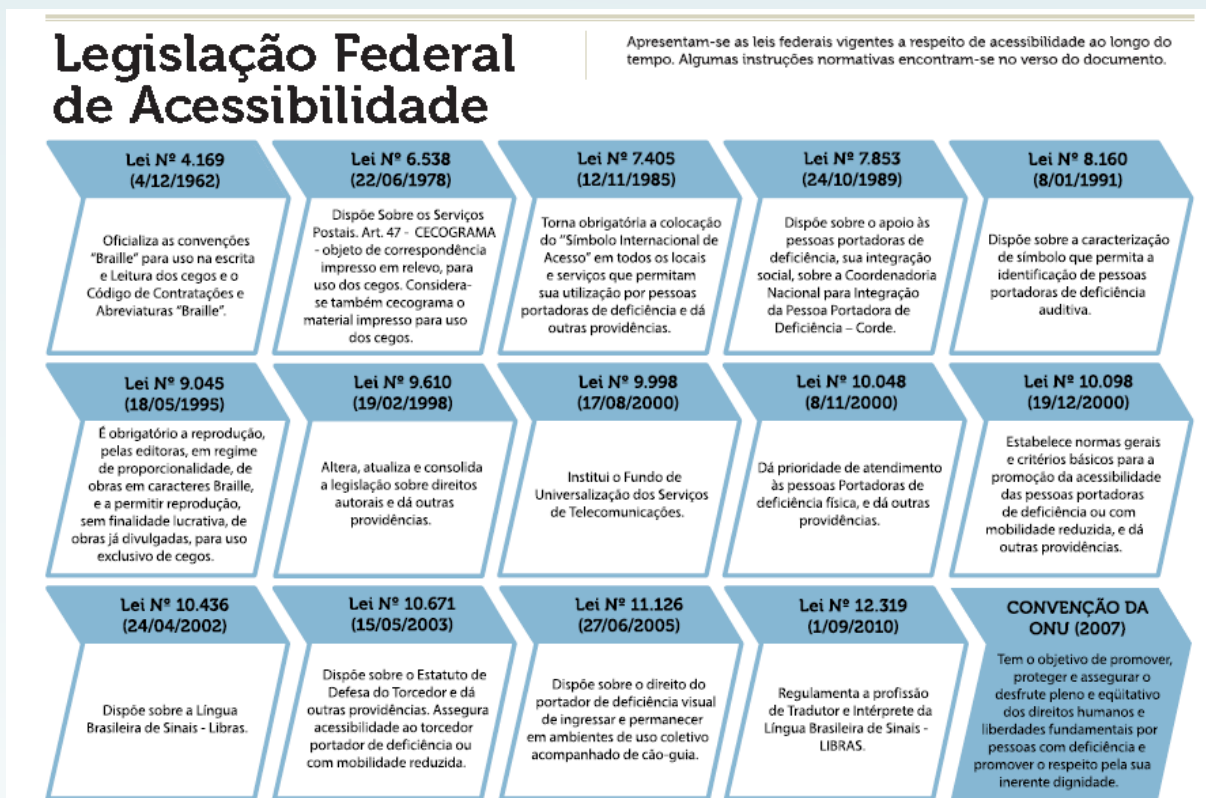 Legislação Federal
de Acessibilidade
Apresentam-se as leis federais vigentes a respeito de acessibilidade ao longo do
tempo. Algumas instruções normativas encontram-se no verso do documento.
Lei Nº 4.169
(4/12/1962)
Oficializa as convenções
“Braille” para uso na escrita
e Leitura dos cegos e o
Código de Contratações e
Abreviaturas “Braille”.
Lei Nº 6.538
(22/06/1978)
Dispõe Sobre os Serviços
Postais. Art. 47 - CECOGRAMA
- objeto de correspondência
impresso em relevo, para
uso dos cegos. Considera-
se também cecograma o
material impresso para uso
dos cegos.
Lei Nº 7.405
(12/11/1985)
Torna obrigatória a colocação
do “Símbolo Internacional de
Acesso” em todos os locais
e serviços que permitam
sua utilização por pessoas
portadoras de deficiência e dá
outras providências.
Lei Nº 7.853
(24/10/1989)
Dispõe sobre o apoio às
pessoas portadoras de
deficiência, sua integração
social, sobre a Coordenadoria
Nacional para Integração
da Pessoa Portadora de
Deficiência – Corde.
Lei Nº 8.160
(8/01/1991)
Dispõe sobre a caracterização
de símbolo que permita a
identificação de pessoas
portadoras de deficiência
auditiva.
Lei Nº 9.045
(18/05/1995)
É obrigatório a reprodução,
pelas editoras, em regime
de proporcionalidade, de
obras em caracteres Braille,
e a permitir reprodução,
sem finalidade lucrativa, de
obras já divulgadas, para uso
exclusivo de cegos.
Lei Nº 9.610
(19/02/1998)
Altera, atualiza e consolida
a legislação sobre direitos
autorais e dá outras
providências.
Lei Nº 9.998
(17/08/2000)
Institui o Fundo de
Universalização dos Serviços
de Telecomunicações.
Lei Nº 10.048
(8/11/2000)
Dá prioridade de atendimento
às pessoas Portadoras de
deficiência física, e dá outras
providências.
Lei Nº 10.098
(19/12/2000)
Estabelece normas gerais
e critérios básicos para a
promoção da acessibilidade
das pessoas portadoras
de deficiência ou com
mobilidade reduzida, e dá
outras providências.
Lei Nº 10.436
(24/04/2002)
Dispõe sobre a Língua
Brasileira de Sinais - Libras.
Lei Nº 10.671
(15/05/2003)
Dispõe sobre o Estatuto de
Defesa do Torcedor e dá
outras providências. Assegura
acessibilidade ao torcedor
portador de deficiência ou
com mobilidade reduzida.
Lei Nº 11.126
(27/06/2005)
Dispõe sobre o direito do
portador de deficiência visual
de ingressar e permanecer
em ambientes de uso coletivo
acompanhado de cão-guia.
Lei Nº 12.319
(1/09/2010)
Regulamenta a profissão
de Tradutor e Intérprete da
Língua Brasileira de Sinais -
LIBRAS.
CONVENÇÃO DA
ONU (2007)
Tem o objetivo de promover,
proteger e assegurar o
desfrute pleno e eqüitativo
dos direitos humanos e
liberdades fundamentais por
pessoas com deficiência e
promover o respeito pela sua
inerente dignidade.